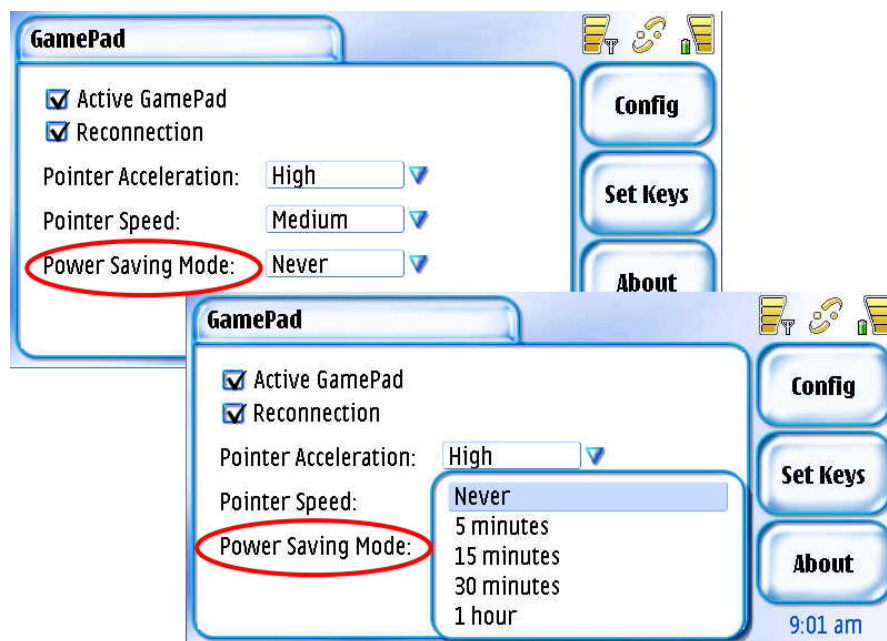 GamePad
Active GamePad
Reconnection
Pointer Acceleration: High
Pointer Speed: Medium
Power Saving Mode: Never
Config
Set Keys
About
GamePad
Active GamePad
Reconnection
Pointer Acceleration: High
Pointer Speed:
Power Saving Mode:
Never
5 minutes
15 minutes
30 minutes
1 hour
Config
Set Keys
About
9:01 am